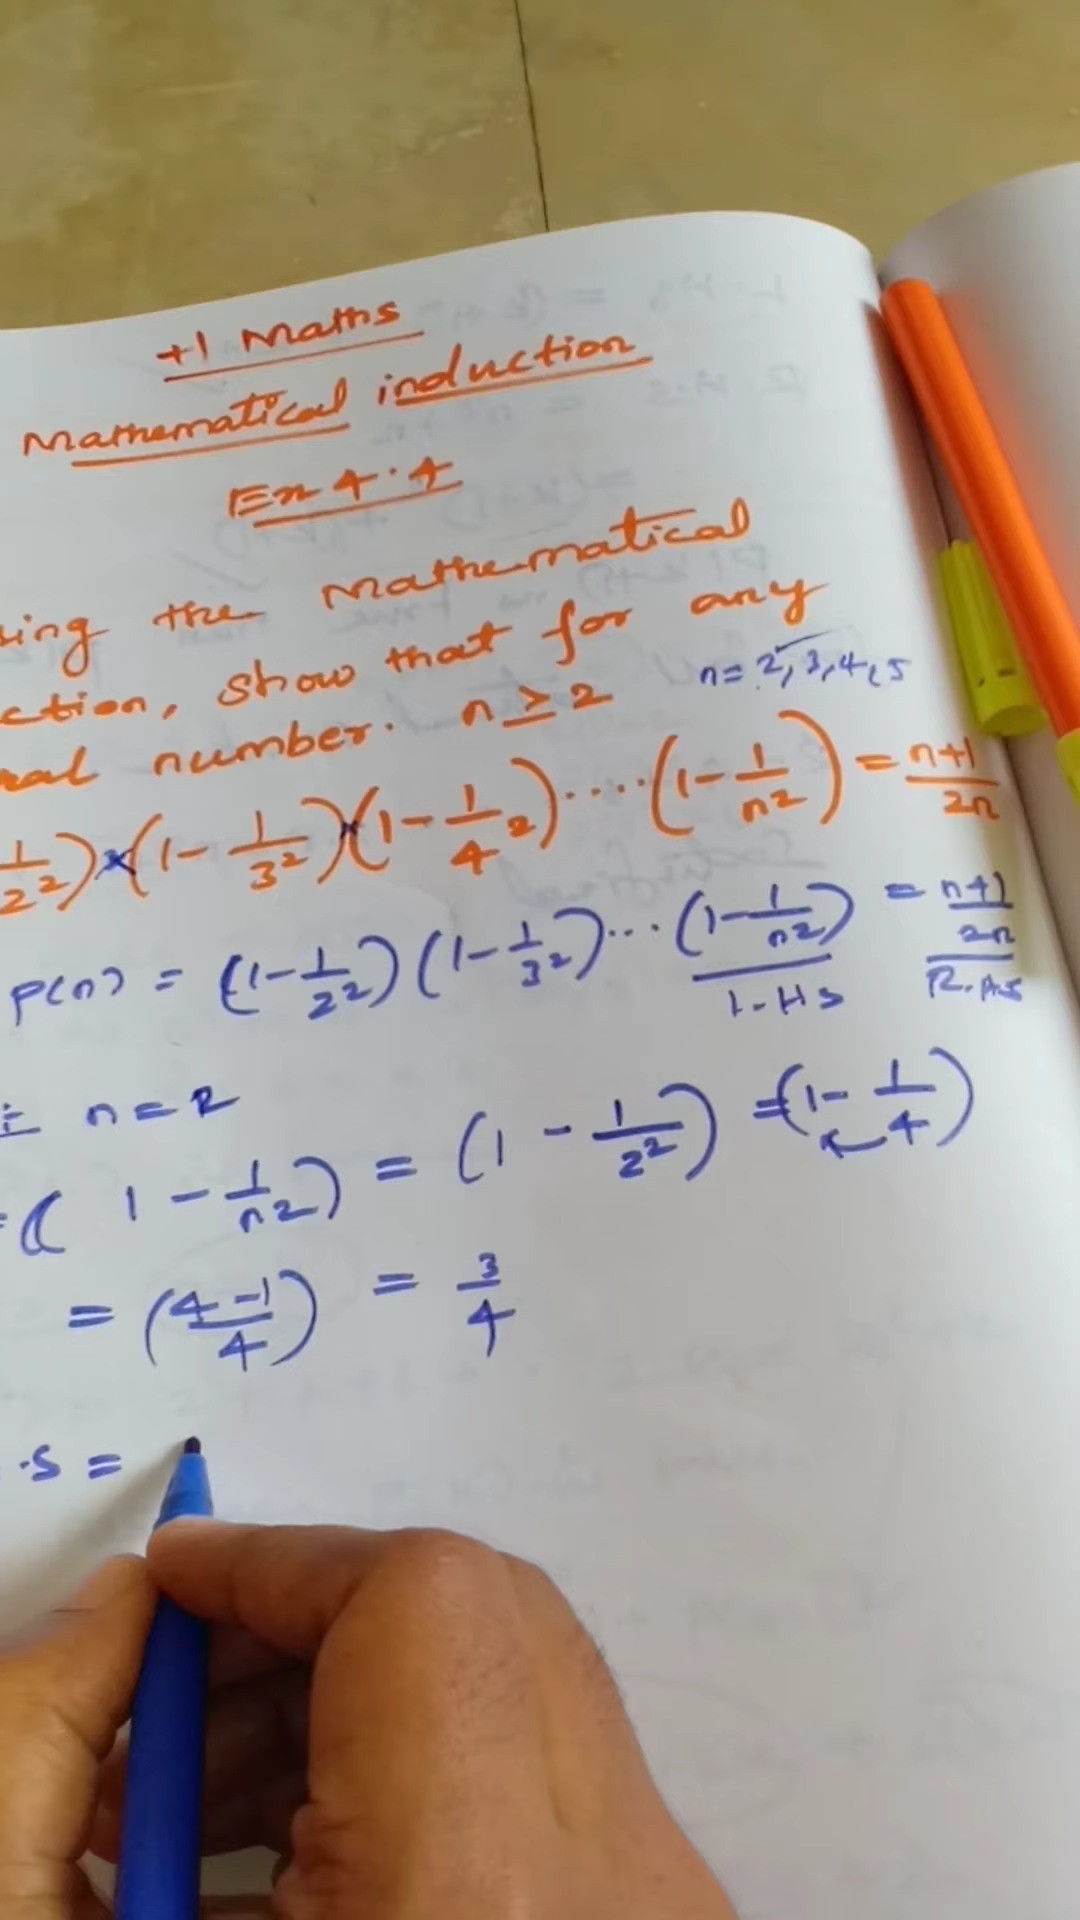 +1 Maths
Mathematical induction
Ex 4.4
sing the mathematical
ction, show that for any
ral number. n ≥ 2 n = 2, 3, 4, 5
1/2²) × (1 - 1/3²) × (1 - 1/4²) .... (1 - 1/n²) = n+1/2n
P(n) = (1 - 1/2²) (1 - 1/3²) ... (1 - 1/n²) = n+1/2n
L.H.S R.H.S
n = 2
= (1 - 1/n²) = (1 - 1/2²) = (1 - 1/4)
= (4-1/4) = 3/4
.S =